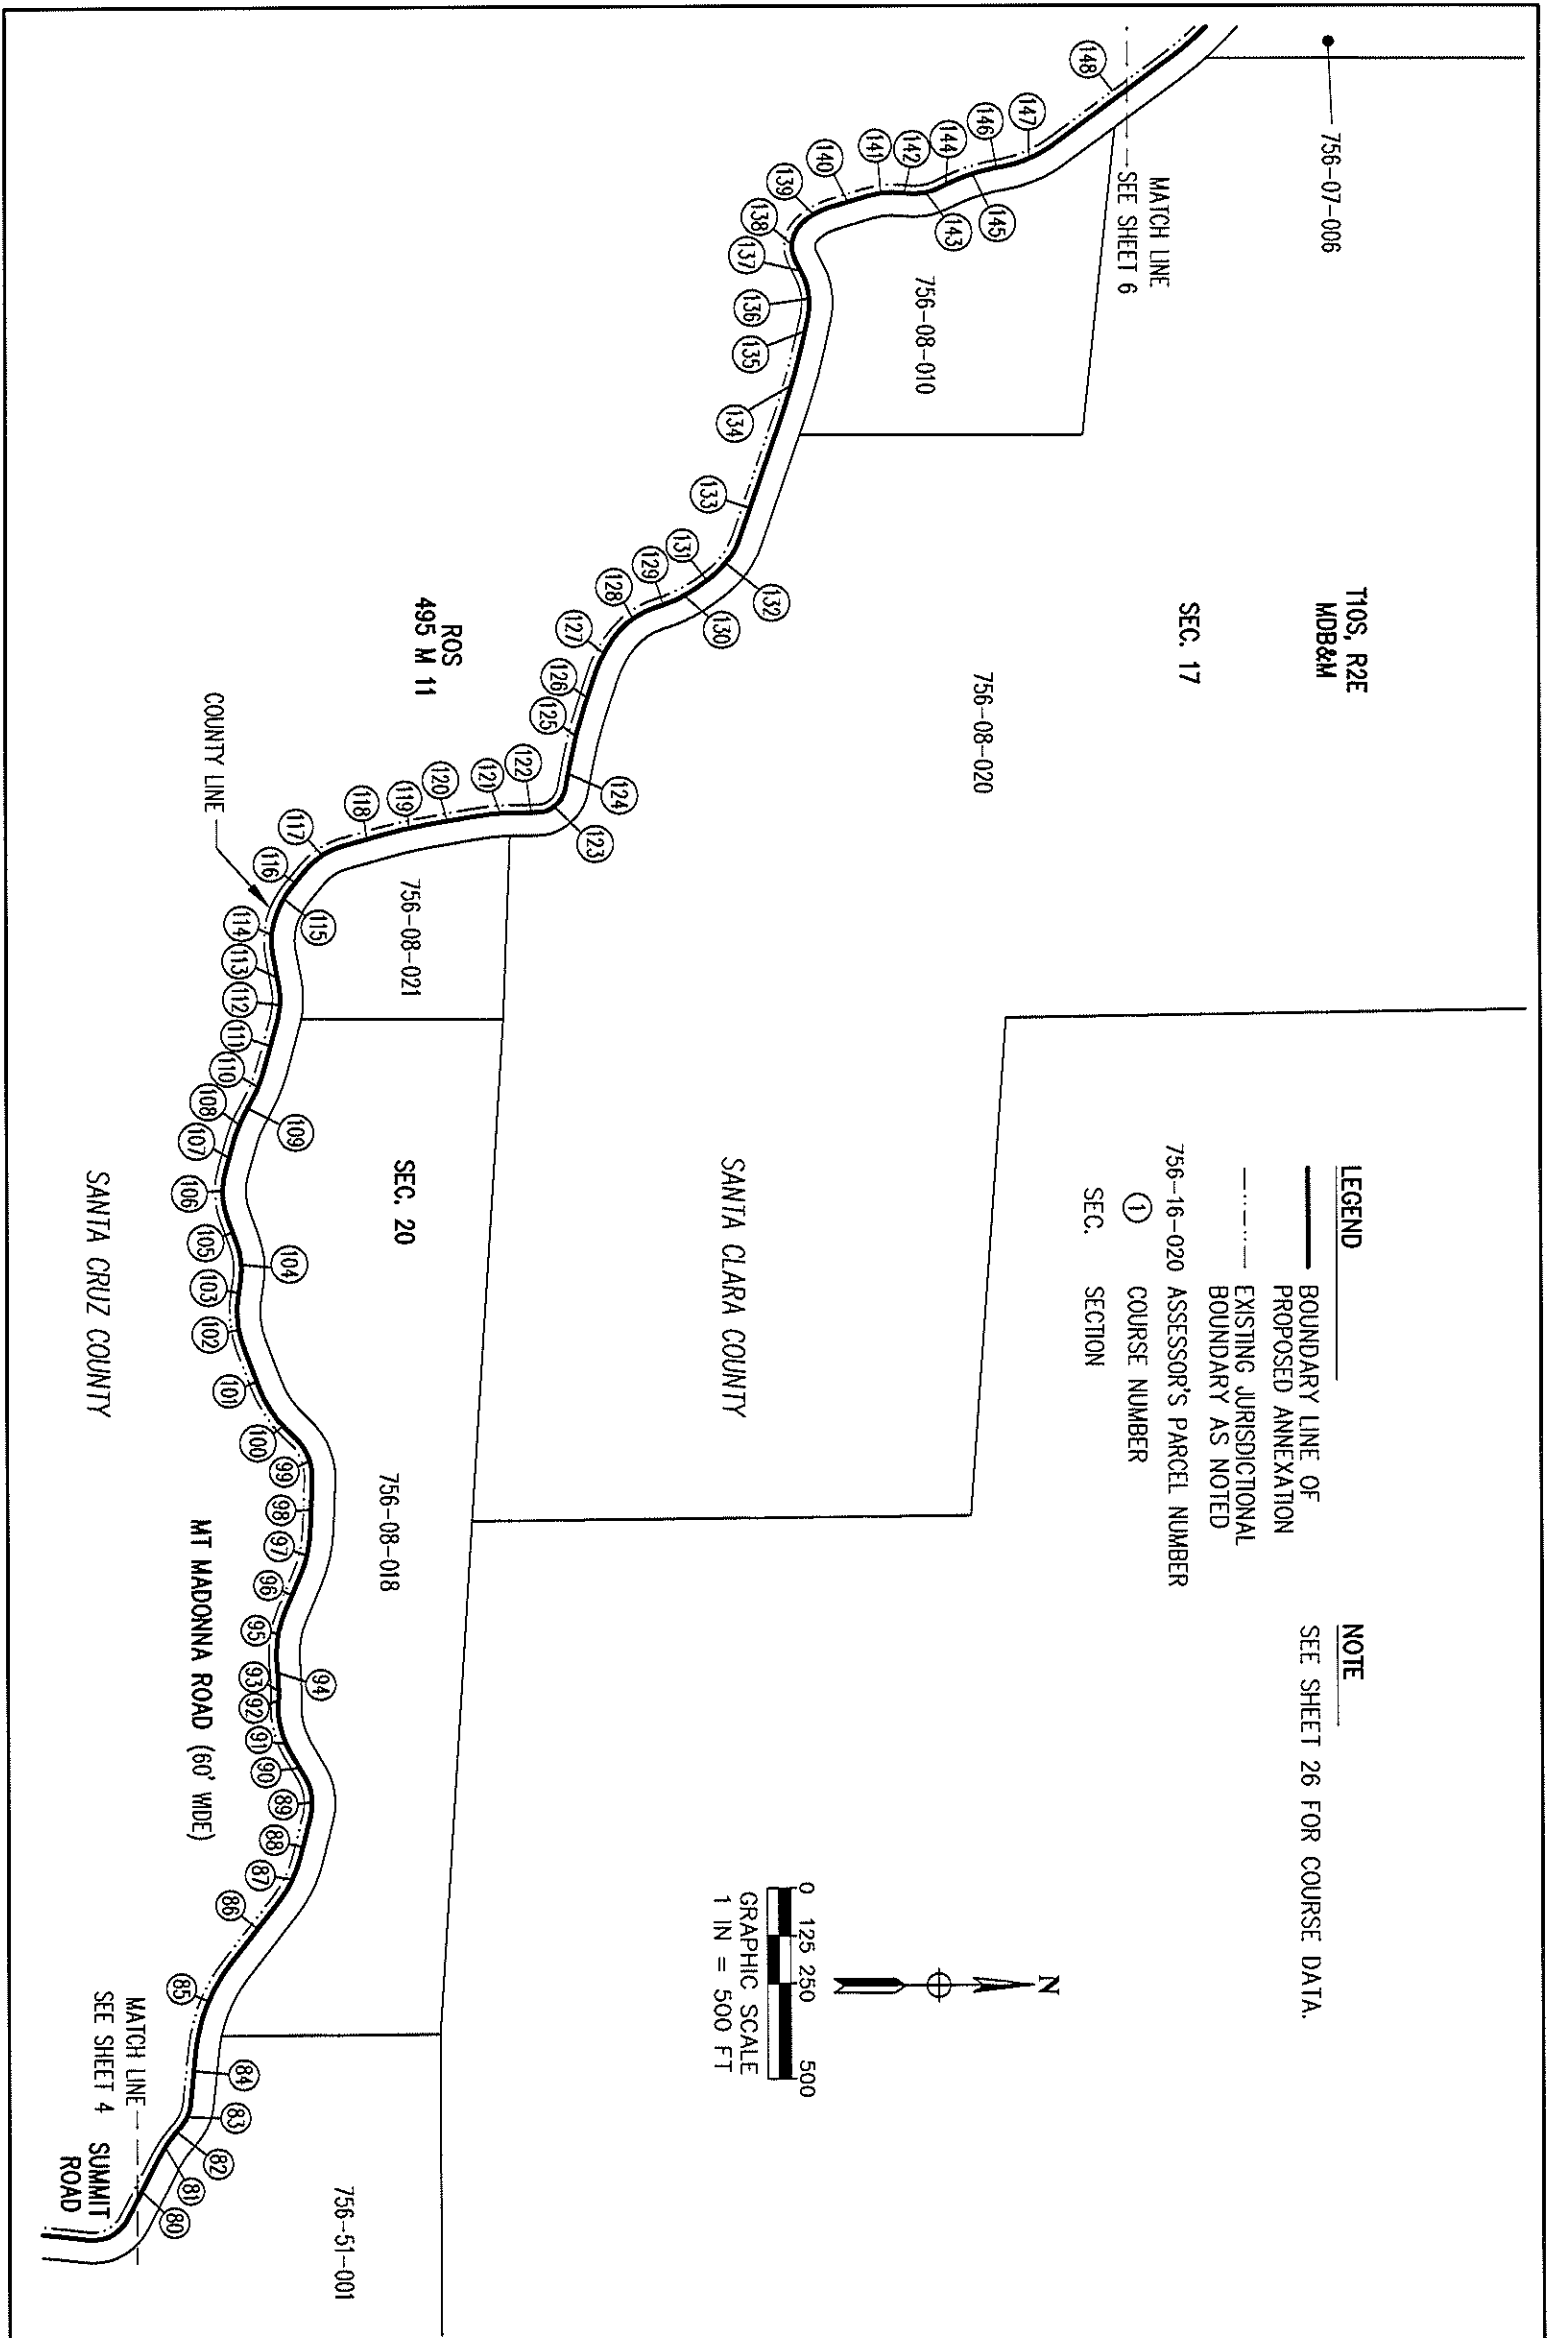 LEGEND
BOUNDARY LINE OF
PROPOSED ANNEXATION
EXISTING JURISDICTIONAL
BOUNDARY AS NOTED
756-16-020 ASSESSOR'S PARCEL NUMBER
1 COURSE NUMBER
SEC. SECTION
NOTE
SEE SHEET 26 FOR COURSE DATA.
T10S, R2E
MDB&M
SEC. 17
756-07-006
MATCH LINE
SEE SHEET 6
756-08-010
756-08-020
SANTA CLARA COUNTY
N
0 125 250 500
GRAPHIC SCALE
1 IN = 500 FT
ROS
495 M 11
COUNTY LINE
756-08-021
SEC. 20
756-08-018
756-51-001
SANTA CRUZ COUNTY
MT MADONNA ROAD (60' WIDE)
MATCH LINE
SEE SHEET 4
SUMMIT
ROAD
148
147
146
145
144
143
142
141
140
139
138
137
136
135
134
133
132
131
130
129
128
127
126
125
124
123
122
121
120
119
118
117
116
115
114
113
112
111
110
109
108
107
106
105
104
103
102
101
100
99
98
97
96
95
94
93
92
91
90
89
88
87
86
85
84
83
82
81
80